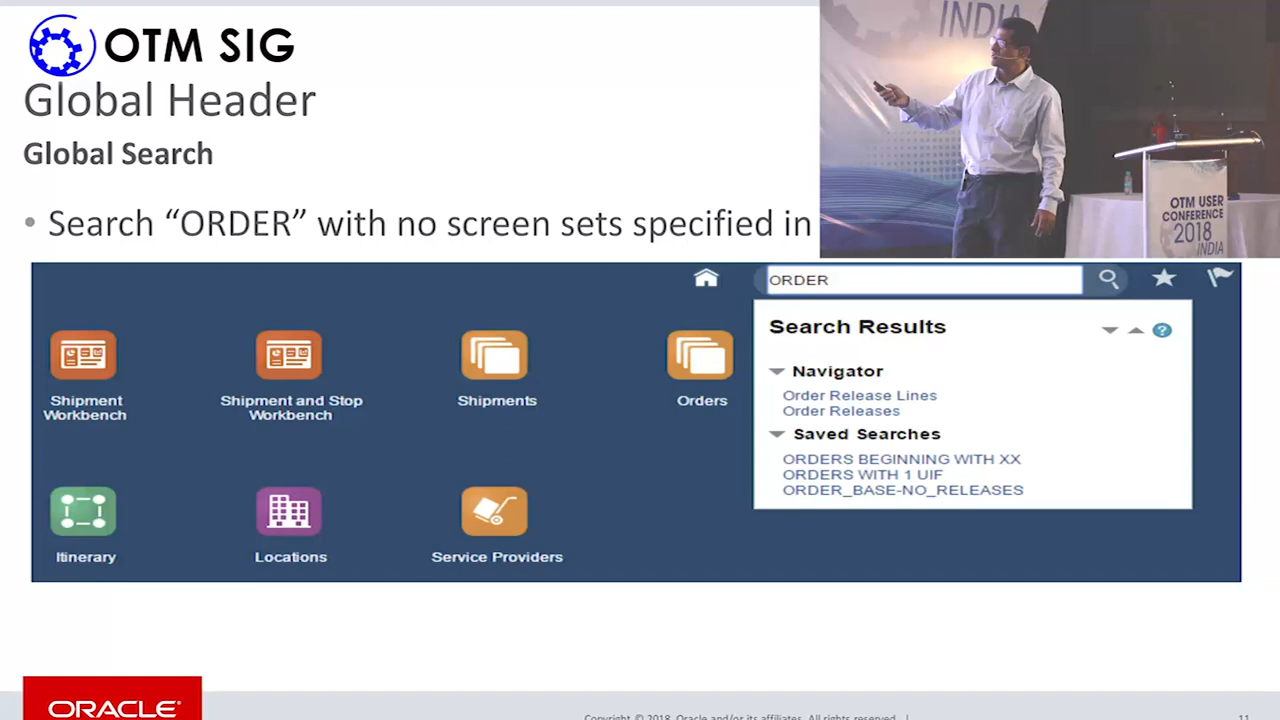 OTM SIG
Global Header
Global Search
• Search “ORDER” with no screen sets specified in
INDIA
OTM USER
CONFERENCE
2018
INDIA
ORDER
Search Results
Navigator
Order Release Lines
Order Releases
Saved Searches
ORDERS BEGINNING WITH XX
ORDERS WITH 1 UIF
ORDER_BASE-NO_RELEASES
Shipment
Workbench
Shipment and Stop
Workbench
Shipments
Orders
Itinerary
Locations
Service Providers
ORACLE
Copyright © 2018, Oracle and/or its affiliates. All rights reserved. |
11